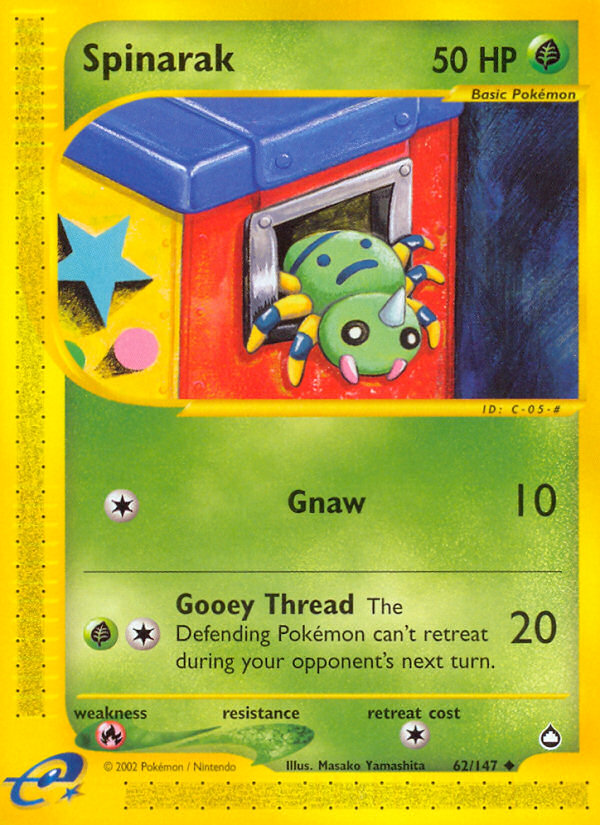 Spinarak 50 HP
Basic Pokémon
ID: C-05-#
Gnaw 10
Gooey Thread The
Defending Pokémon can't retreat
during your opponent's next turn.
20
weakness resistance retreat cost
© 2002 Pokémon / Nintendo Illus. Masako Yamashita 62/147
e